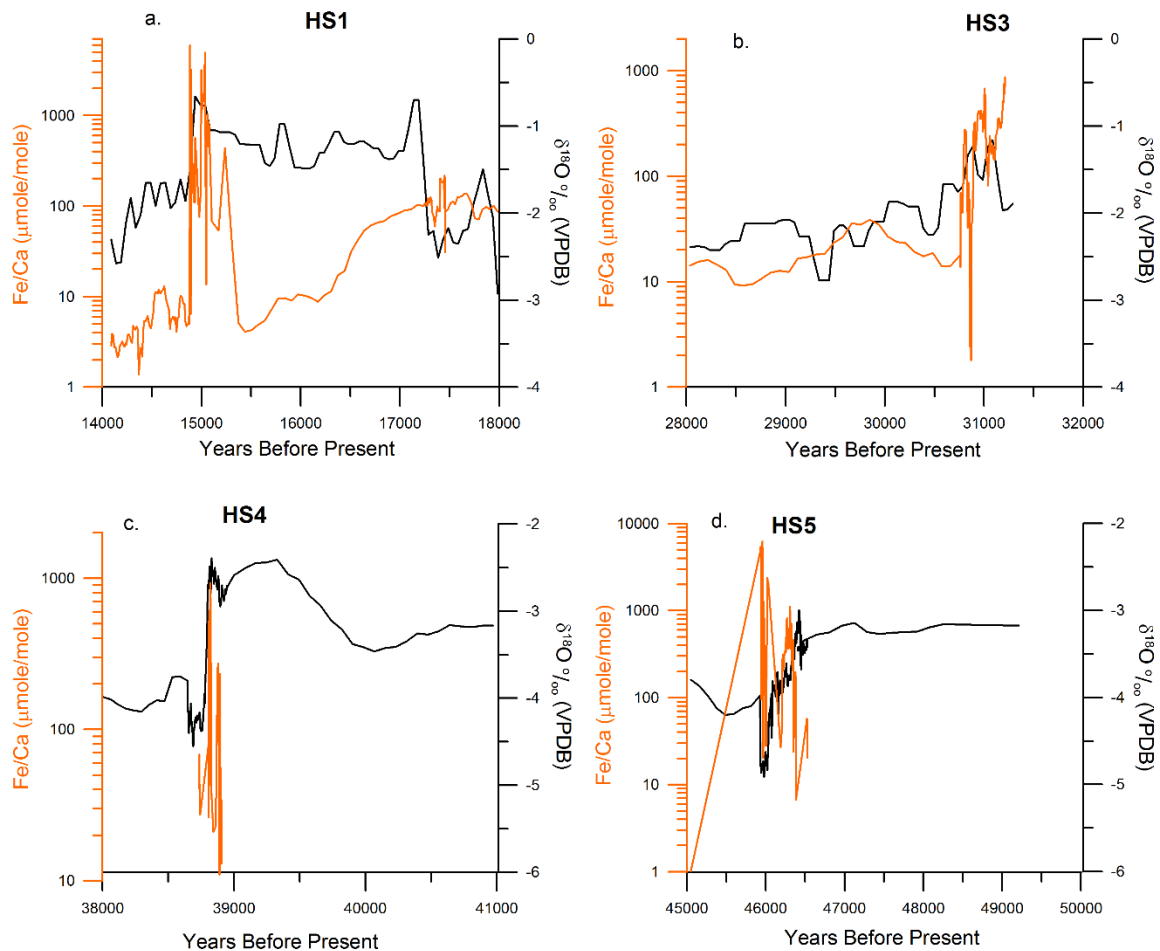 a.
HS1
1000
100
10
1
Fe/Ca (μmole/mole)
0
-1
-2
-3
-4
δ18O o/oo (VPDB)
14000 15000 16000 17000 18000
Years Before Present
b.
HS3
1000
100
10
1
Fe/Ca (μmole/mole)
0
-1
-2
-3
-4
δ18O o/oo (VPDB)
28000 29000 30000 31000 32000
Years Before Present
c.
HS4
1000
100
10
Fe/Ca (μmole/mole)
-2
-3
-4
-5
-6
δ18O o/oo (VPDB)
38000 39000 40000 41000
Years Before Present
d.
HS5
10000
1000
100
10
1
Fe/Ca (μmole/mole)
-2
-3
-4
-5
-6
δ18O o/oo (VPDB)
45000 46000 47000 48000 49000 50000
Years Before Present